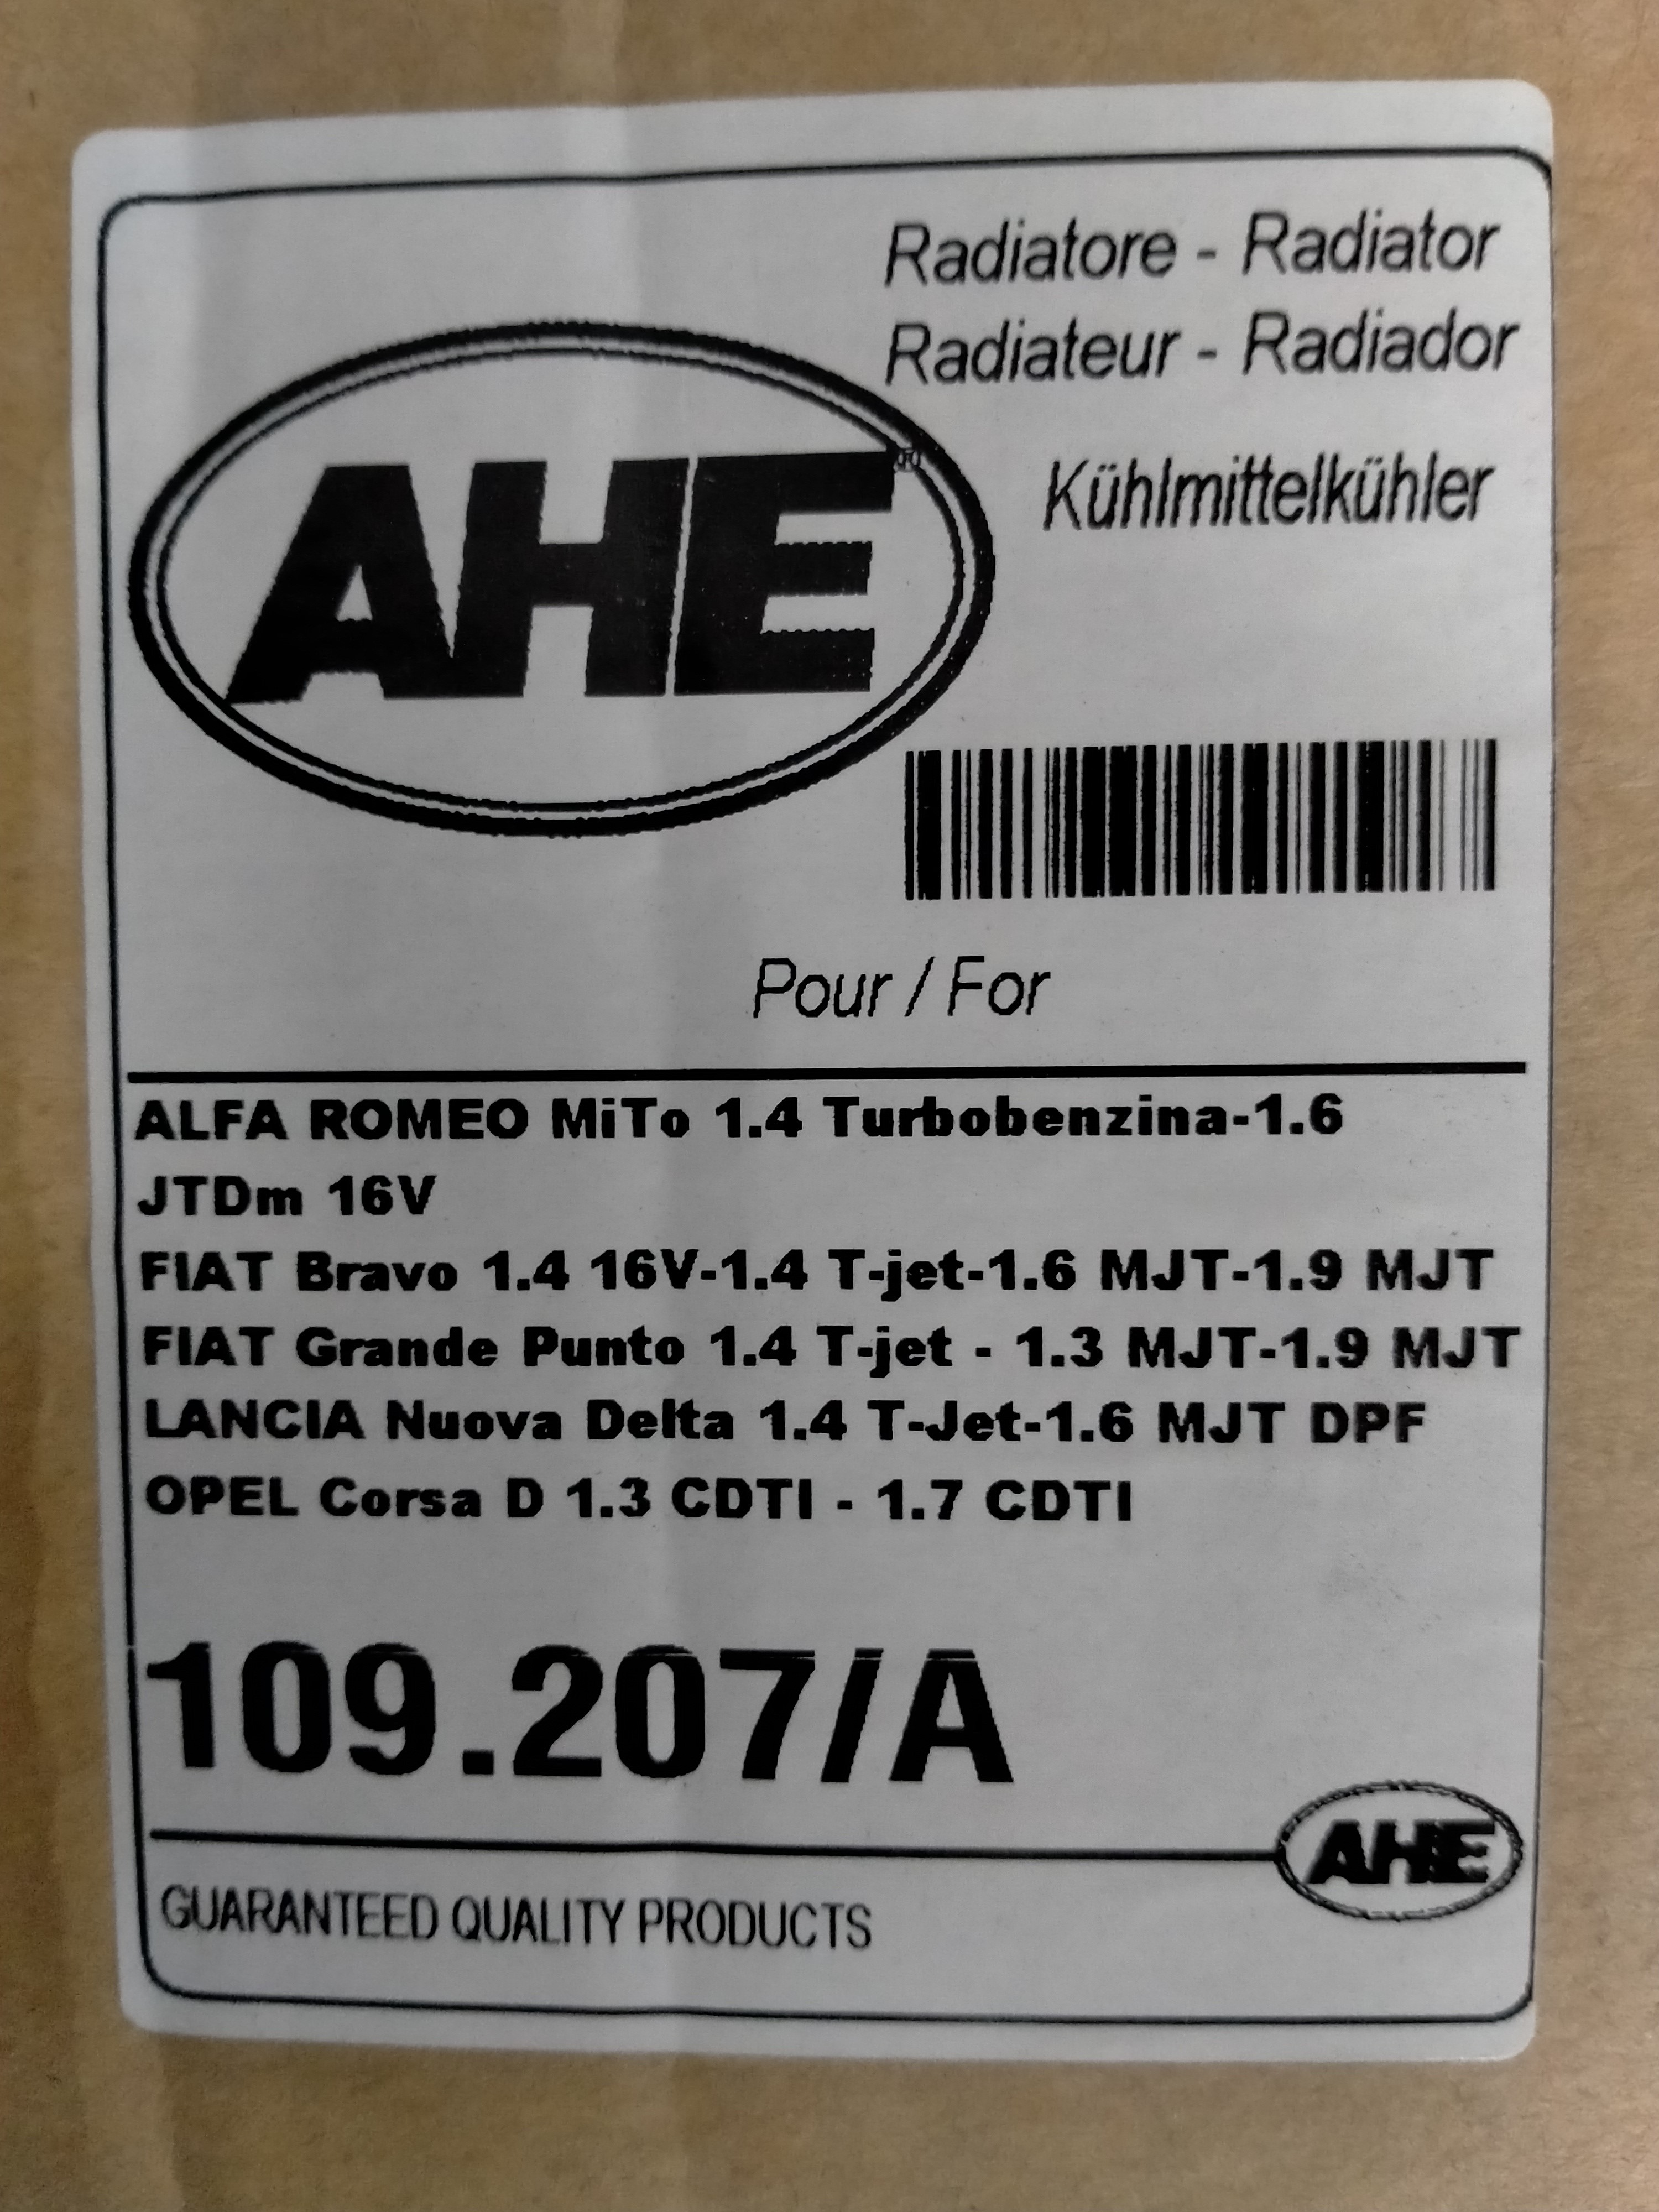 Radiatore - Radiator
Radiateur - Radiador
AHE®
Kühlmittelkühler
Pour / For
ALFA ROMEO MiTo 1.4 Turbobenzina-1.6
JTDm 16V
FIAT Bravo 1.4 16V-1.4 T-jet-1.6 MJT-1.9 MJT
FIAT Grande Punto 1.4 T-jet - 1.3 MJT-1.9 MJT
LANCIA Nuova Delta 1.4 T-Jet-1.6 MJT DPF
OPEL Corsa D 1.3 CDTI - 1.7 CDTI
109.207/A
AHE
GUARANTEED QUALITY PRODUCTS